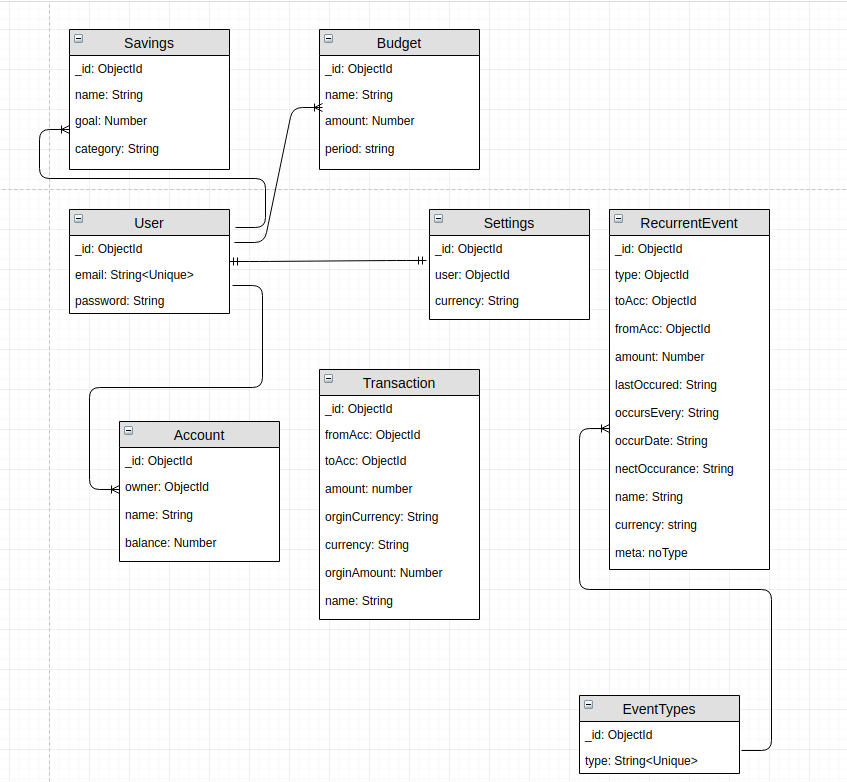 Savings
_id: ObjectId
name: String
goal: Number
category: String
Budget
_id: ObjectId
name: String
amount: Number
period: string
User
_id: ObjectId
email: String<Unique>
password: String
Settings
_id: ObjectId
user: ObjectId
currency: String
RecurrentEvent
_id: ObjectId
type: ObjectId
toAcc: ObjectId
fromAcc: ObjectId
amount: Number
lastOccured: String
occursEvery: String
occurDate: String
nectOccurance: String
name: String
currency: string
meta: noType
Transaction
_id: ObjectId
fromAcc: ObjectId
toAcc: ObjectId
amount: number
orginCurrency: String
currency: String
orginAmount: Number
name: String
Account
_id: ObjectId
owner: ObjectId
name: String
balance: Number
EventTypes
_id: ObjectId
type: String<Unique>